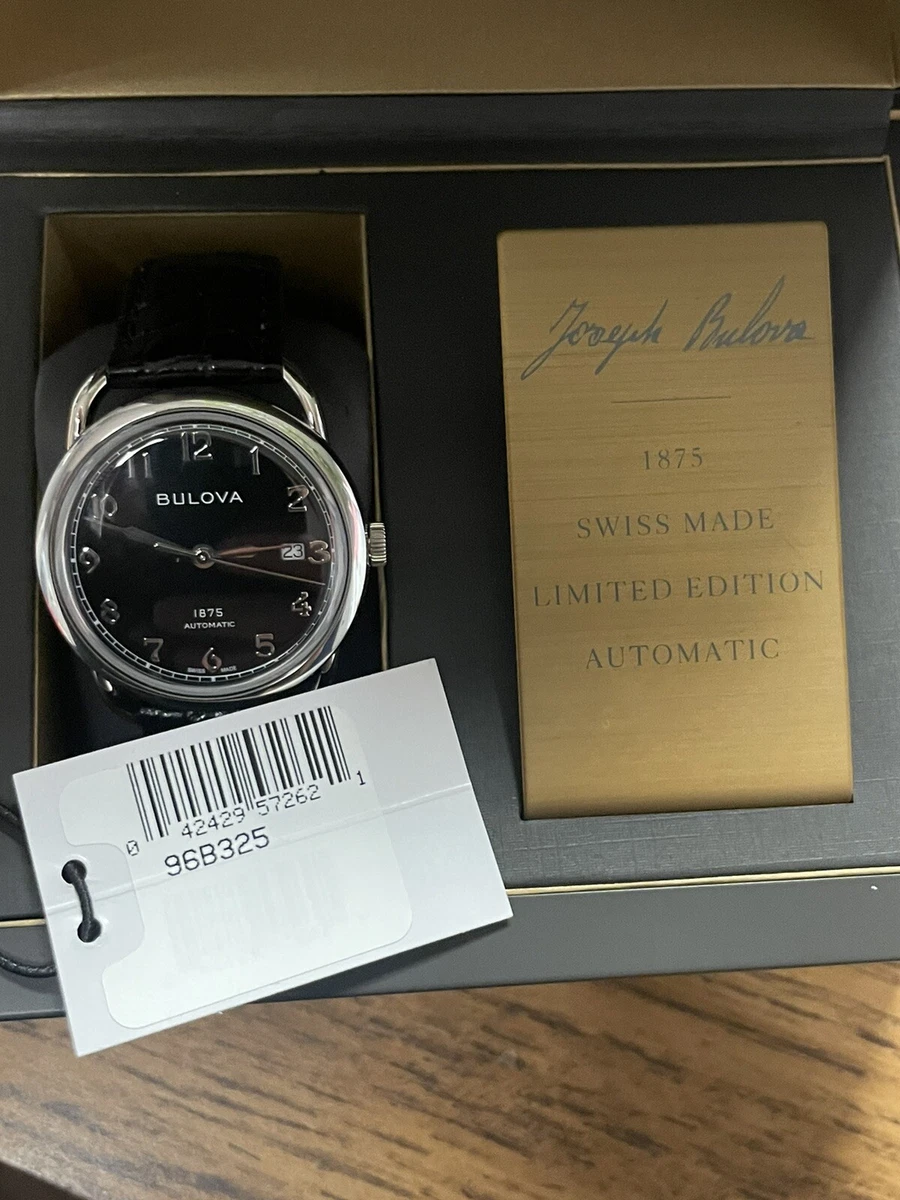 12
11
1
10
2
BULOVA
9
23
3
8
4
1875
AUTOMATIC
7
5
6
SWISS MADE
Joseph Bulova
1875
SWISS MADE
LIMITED EDITION
AUTOMATIC
0 42429 57262 1
96B325